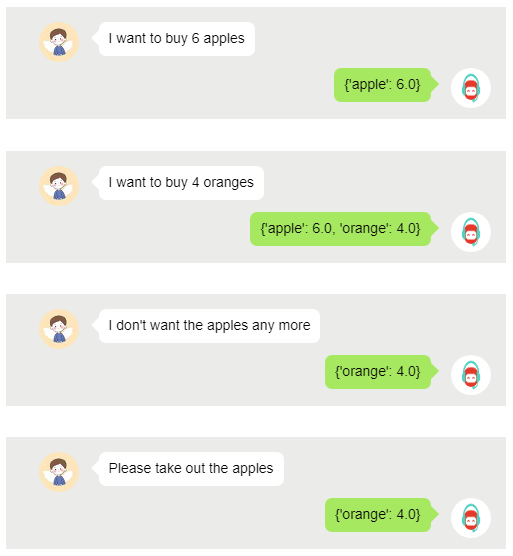 I want to buy 6 apples
{'apple': 6.0}
I want to buy 4 oranges
{'apple': 6.0, 'orange': 4.0}
I don't want the apples any more
{'orange': 4.0}
Please take out the apples
{'orange': 4.0}